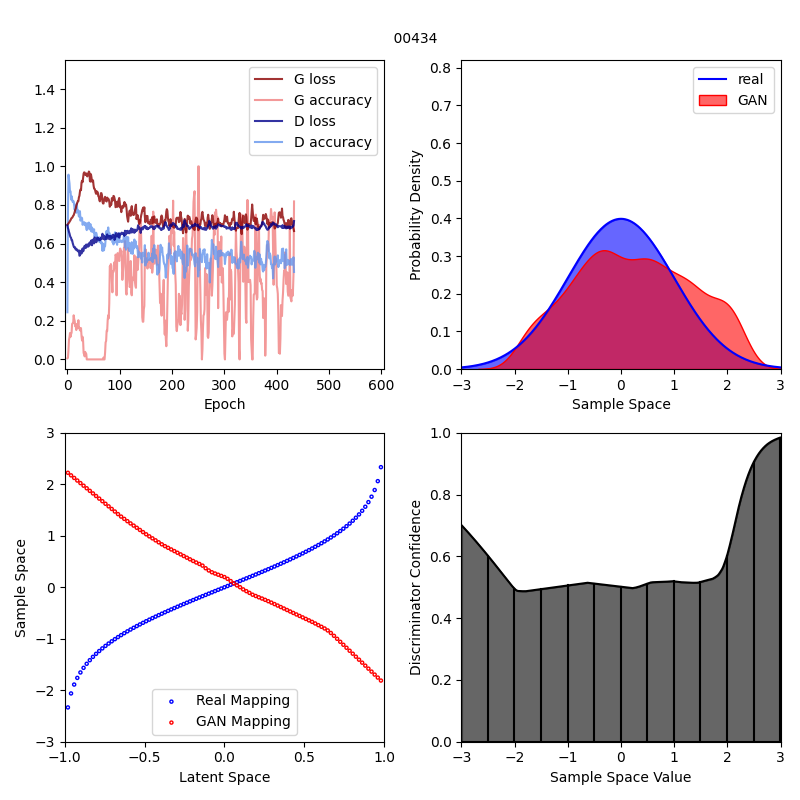 00434
G loss
G accuracy
D loss
D accuracy
0.0
0.2
0.4
0.6
0.8
1.0
1.2
1.4
0 100 200 300 400 500 600
Epoch
real
GAN
Probability Density
0.0
0.1
0.2
0.3
0.4
0.5
0.6
0.7
0.8
−3 −2 −1 0 1 2 3
Sample Space
Sample Space
3
2
1
0
−1
−2
−3
Real Mapping
GAN Mapping
−1.0 −0.5 0.0 0.5 1.0
Latent Space
Discriminator Confidence
1.0
0.8
0.6
0.4
0.2
0.0
−3 −2 −1 0 1 2 3
Sample Space Value